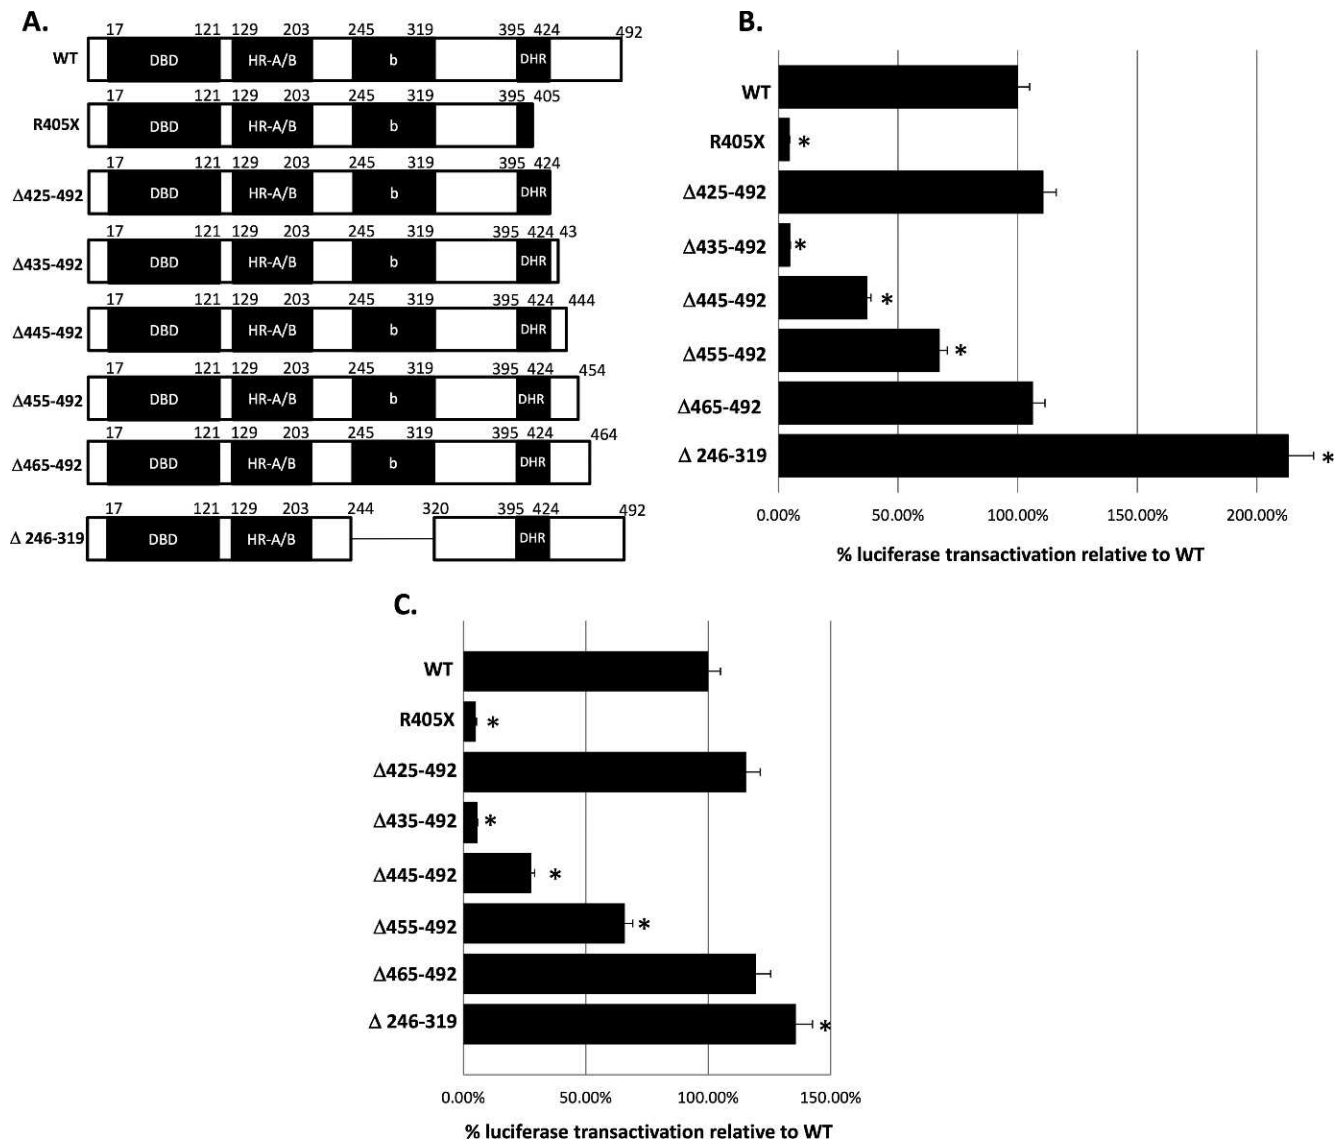 A.
17 121 129 203 245 319 395 424 492
WT DBD HR-A/B b DHR
17 121 129 203 245 319 395 405
R405X DBD HR-A/B b
17 121 129 203 245 319 395 424
Δ425-492 DBD HR-A/B b DHR
17 121 129 203 245 319 395 424 43
Δ435-492 DBD HR-A/B b DHR
17 121 129 203 245 319 395 424 444
Δ445-492 DBD HR-A/B b DHR
17 121 129 203 245 319 395 424 454
Δ455-492 DBD HR-A/B b DHR
17 121 129 203 245 319 395 424 464
Δ465-492 DBD HR-A/B b DHR
17 121 129 203 244 320 395 424 492
Δ 246-319 DBD HR-A/B DHR
B.
WT
R405X *
Δ425-492
Δ435-492 *
Δ445-492 *
Δ455-492 *
Δ465-492
Δ 246-319 *
0.00% 50.00% 100.00% 150.00% 200.00%
% luciferase transactivation relative to WT
C.
WT
R405X *
Δ425-492
Δ435-492 *
Δ445-492 *
Δ455-492 *
Δ465-492
Δ 246-319 *
0.00% 50.00% 100.00% 150.00%
% luciferase transactivation relative to WT